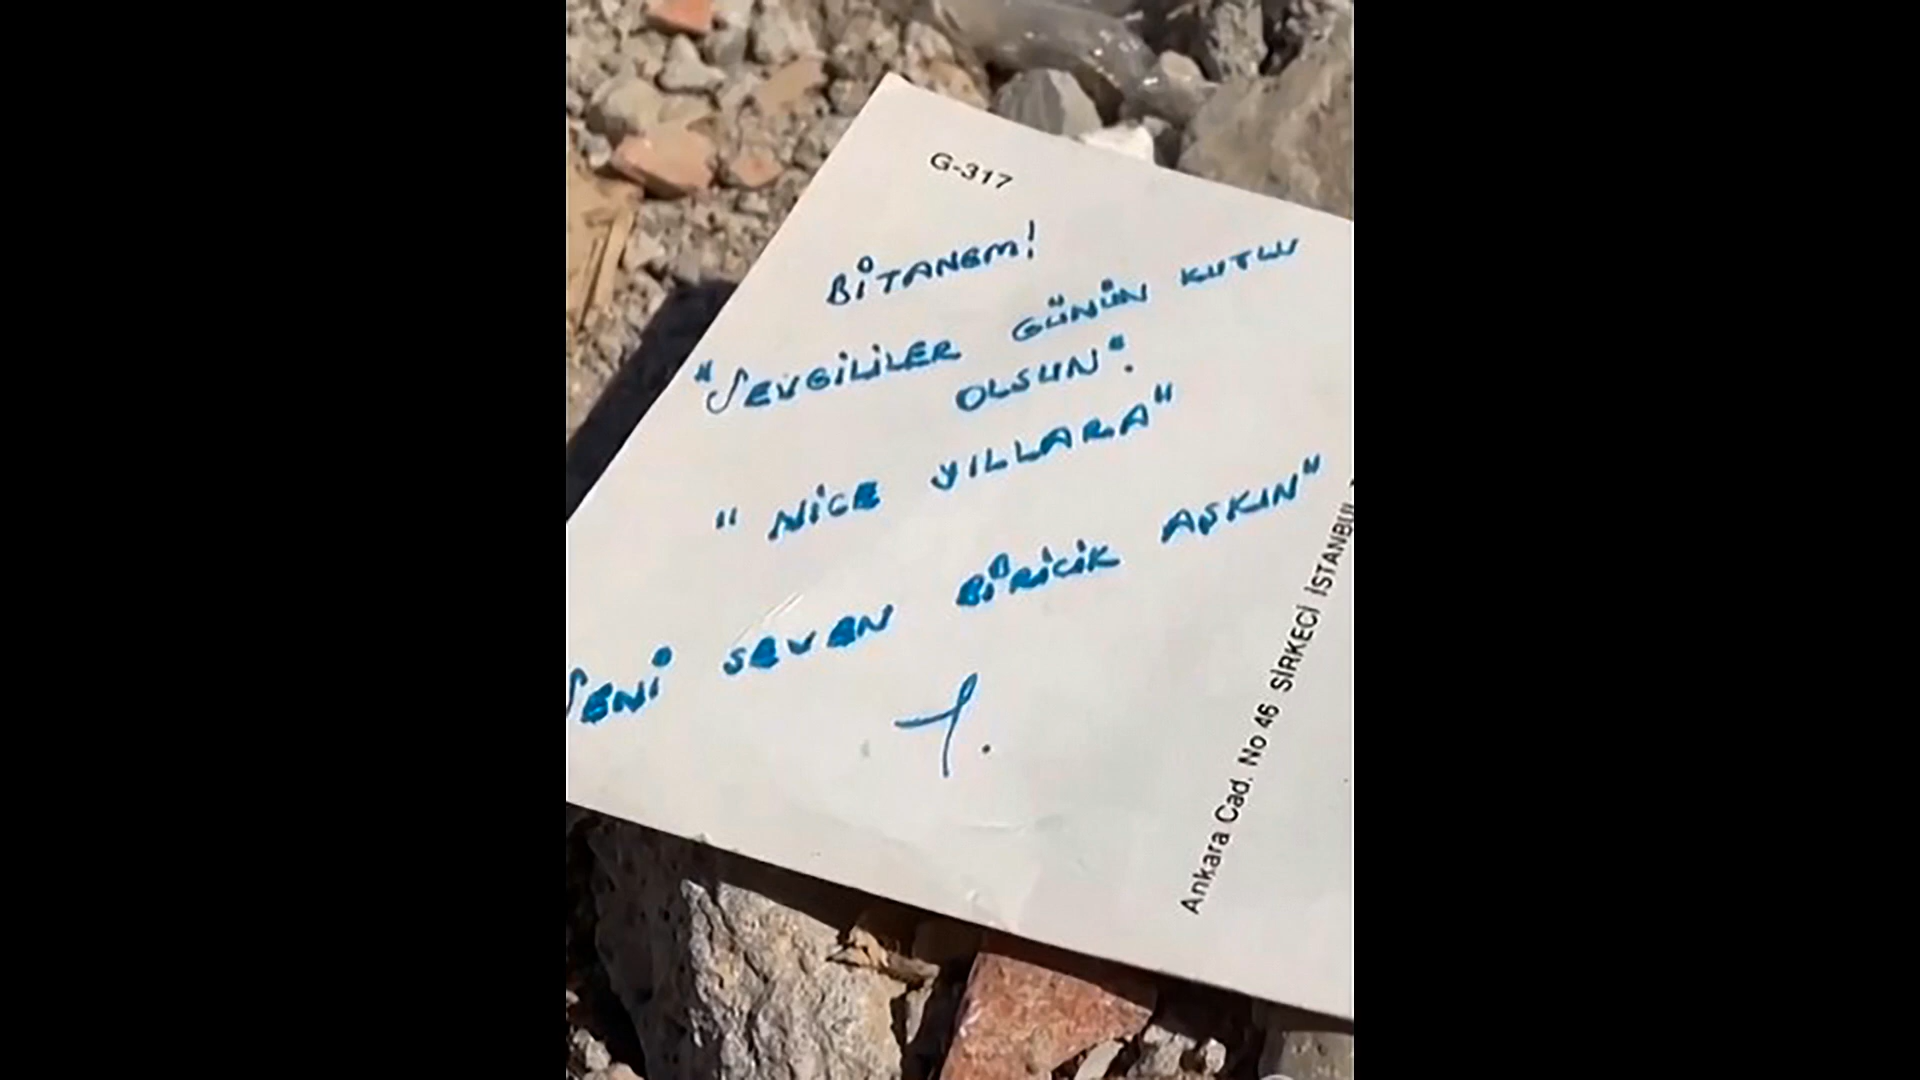 G-317
BİTANEM!
"SEVGİLİLER GÜNÜN KUTLU
OLSUN".
"NİCE YILLARA"
SENİ SEVEN BİRİCİK AŞKIN"
Ankara Cad. No 46 SİRKECİ İSTANBUL